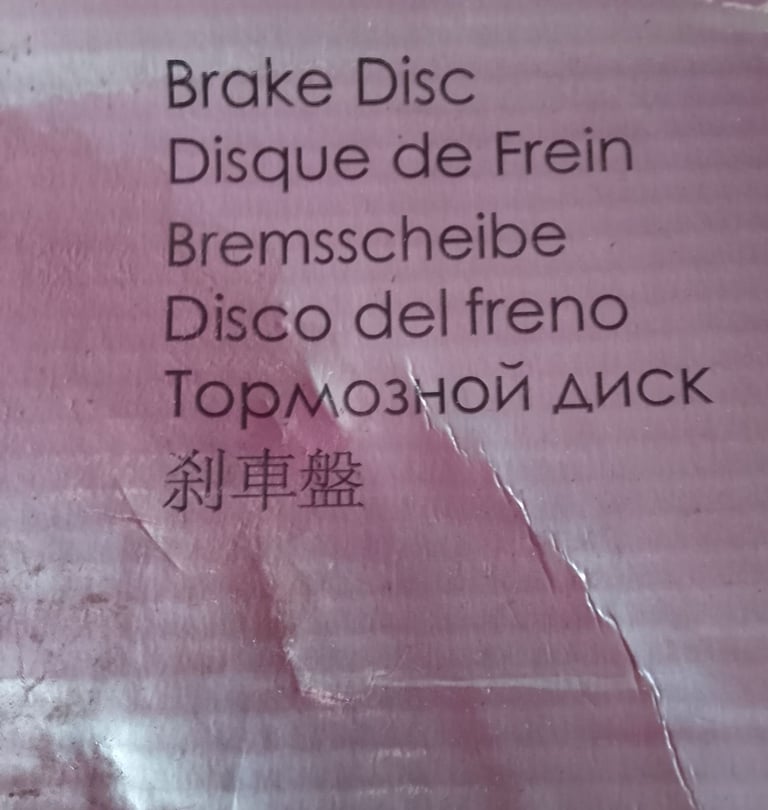 Brake Disc
Disque de Frein
Bremsscheibe
Disco del freno
Тормозной диск
刹車盤